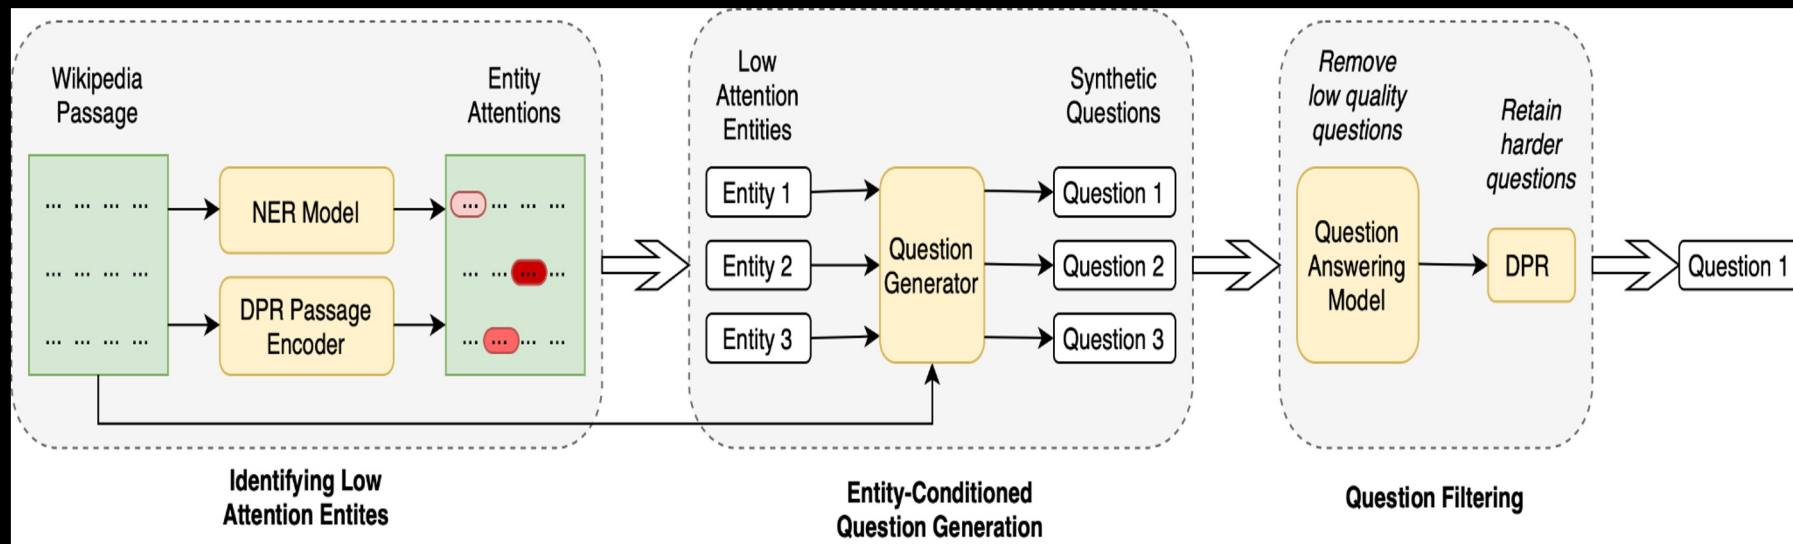 Wikipedia
Passage
Entity
Attentions
... ... ... ...
... ... ... ...
... ... ... ...
NER Model
DPR Passage
Encoder
... ... ... ...
... ... ... ...
... ... ... ...
Identifying Low
Attention Entites
Low
Attention
Entities
Synthetic
Questions
Entity 1
Entity 2
Entity 3
Question
Generator
Question 1
Question 2
Question 3
Entity-Conditioned
Question Generation
Remove
low quality
questions
Retain
harder
questions
Question
Answering
Model
DPR
Question Filtering
Question 1